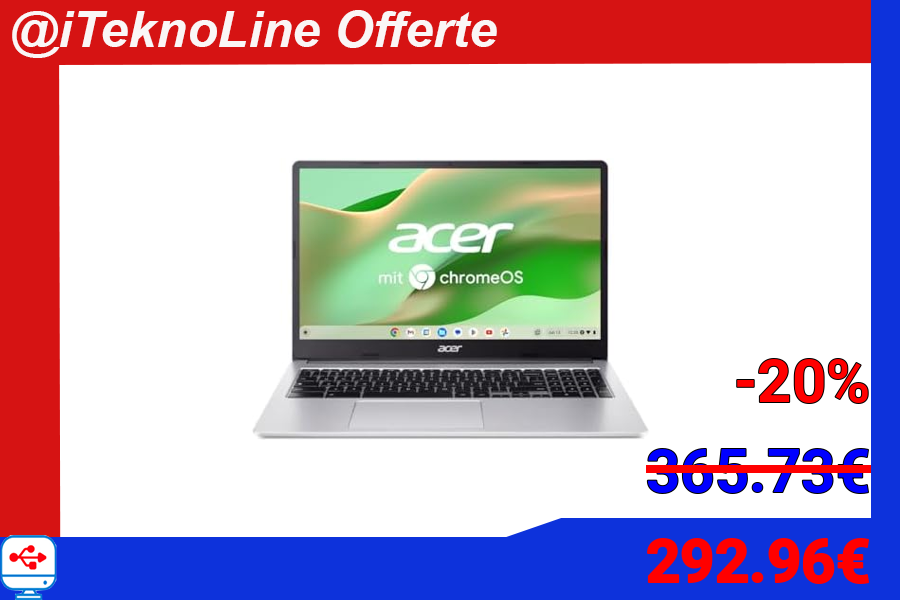 @iTeknoLine Offerte
acer
mit chromeOS
acer
-20%
365.73€
292.96€